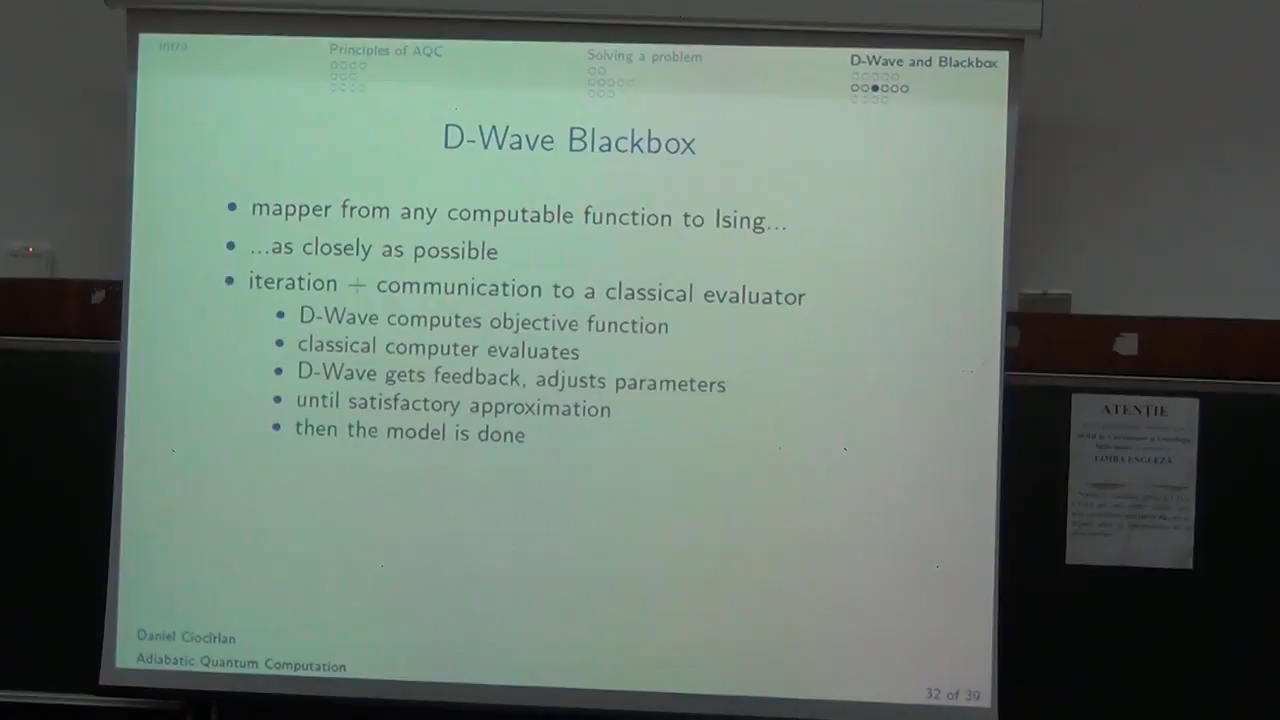 Intro
Principles of AQC
Solving a problem
D-Wave and Blackbox
D-Wave Blackbox
mapper from any computable function to Ising...
...as closely as possible
iteration + communication to a classical evaluator
D-Wave computes objective function
classical computer evaluates
D-Wave gets feedback, adjusts parameters
until satisfactory approximation
then the model is done
Daniel Ciocîrlan
Adiabatic Quantum Computation
32 of 39
ATENȚIE
LIMBA ENGLEZĂ